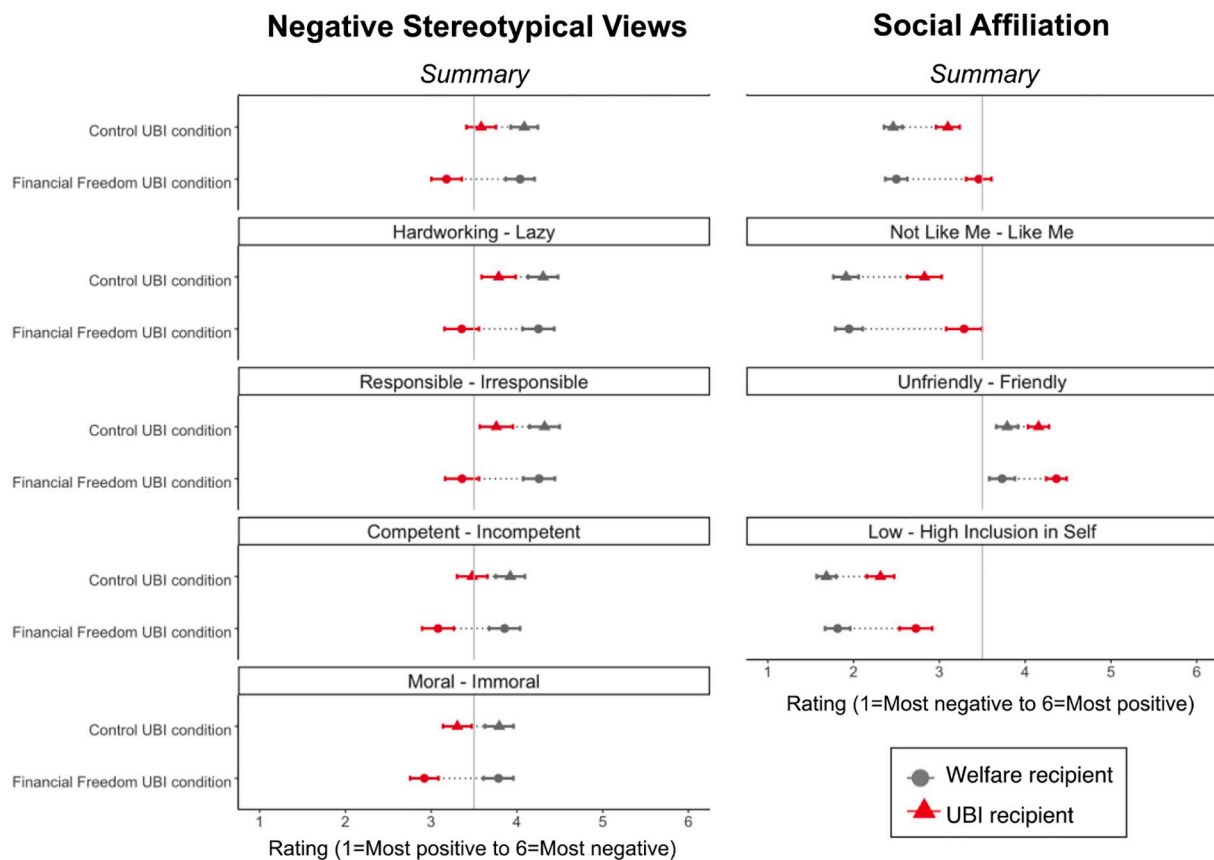 Negative Stereotypical Views
Summary
Control UBI condition
Financial Freedom UBI condition
Hardworking - Lazy
Control UBI condition
Financial Freedom UBI condition
Responsible - Irresponsible
Control UBI condition
Financial Freedom UBI condition
Competent - Incompetent
Control UBI condition
Financial Freedom UBI condition
Moral - Immoral
Control UBI condition
Financial Freedom UBI condition
1 2 3 4 5 6
Rating (1=Most positive to 6=Most negative)
Social Affiliation
Summary
Not Like Me - Like Me
Unfriendly - Friendly
Low - High Inclusion in Self
1 2 3 4 5 6
Rating (1=Most negative to 6=Most positive)
Welfare recipient
UBI recipient